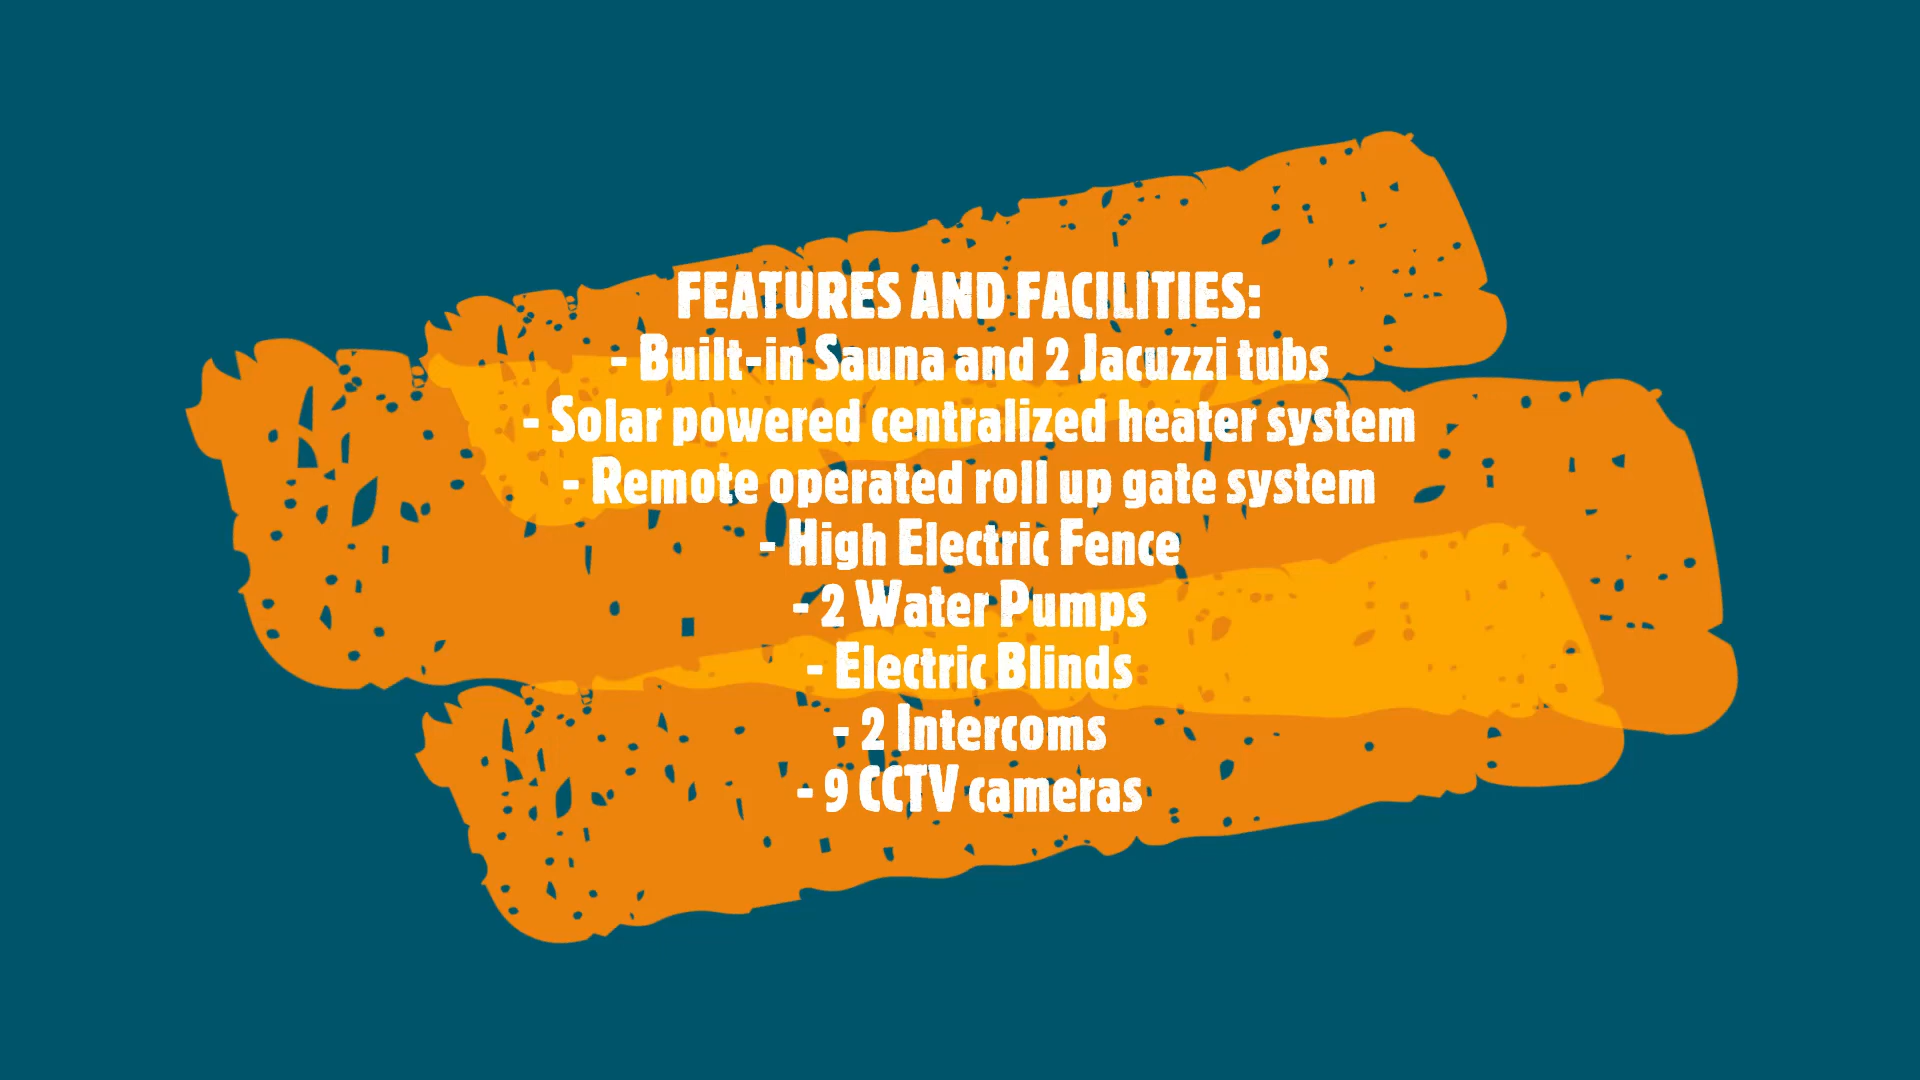 FEATURES AND FACILITIES:
- Built-in Sauna and 2 Jacuzzi tubs
- Solar powered centralized heater system
- Remote operated roll up gate system
- High Electric Fence
- 2 Water Pumps
- Electric Blinds
- 2 Intercoms
- 9 CCTV cameras